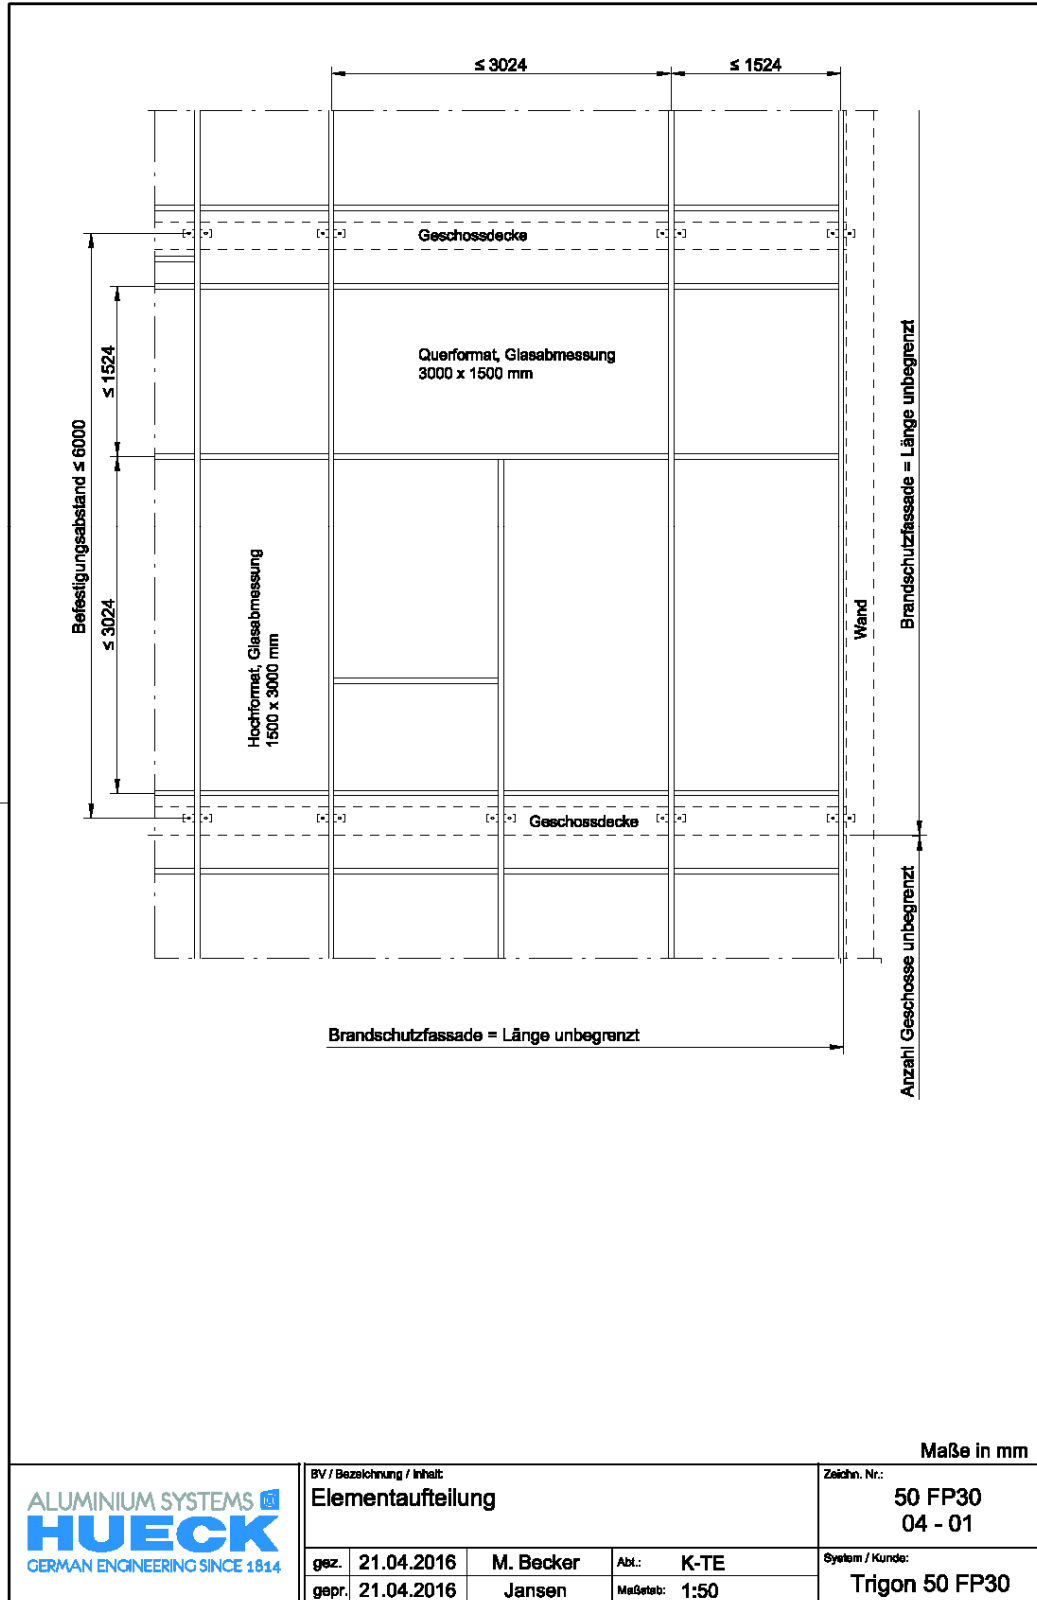 ≤ 3024
≤ 1524
Geschossdecke
Querformat, Glasabmessung
3000 x 1500 mm
≤ 1524
Befestigungsabstand ≤ 6000
≤ 3024
Hochformat, Glasabmessung
1500 x 3000 mm
Wand
Brandschutzfassade = Länge unbegrenzt
Geschossdecke
Anzahl Geschosse unbegrenzt
Brandschutzfassade = Länge unbegrenzt
Maße in mm
ALUMINIUM SYSTEMS
HUECK
GERMAN ENGINEERING SINCE 1814
BV / Bezeichnung / Inhalt:
Elementaufteilung
Zeichn. Nr.:
50 FP30
04 - 01
gez. 21.04.2016 M. Becker Abt.: K-TE
gepr. 21.04.2016 Jansen Maßstab: 1:50
System / Kunde:
Trigon 50 FP30